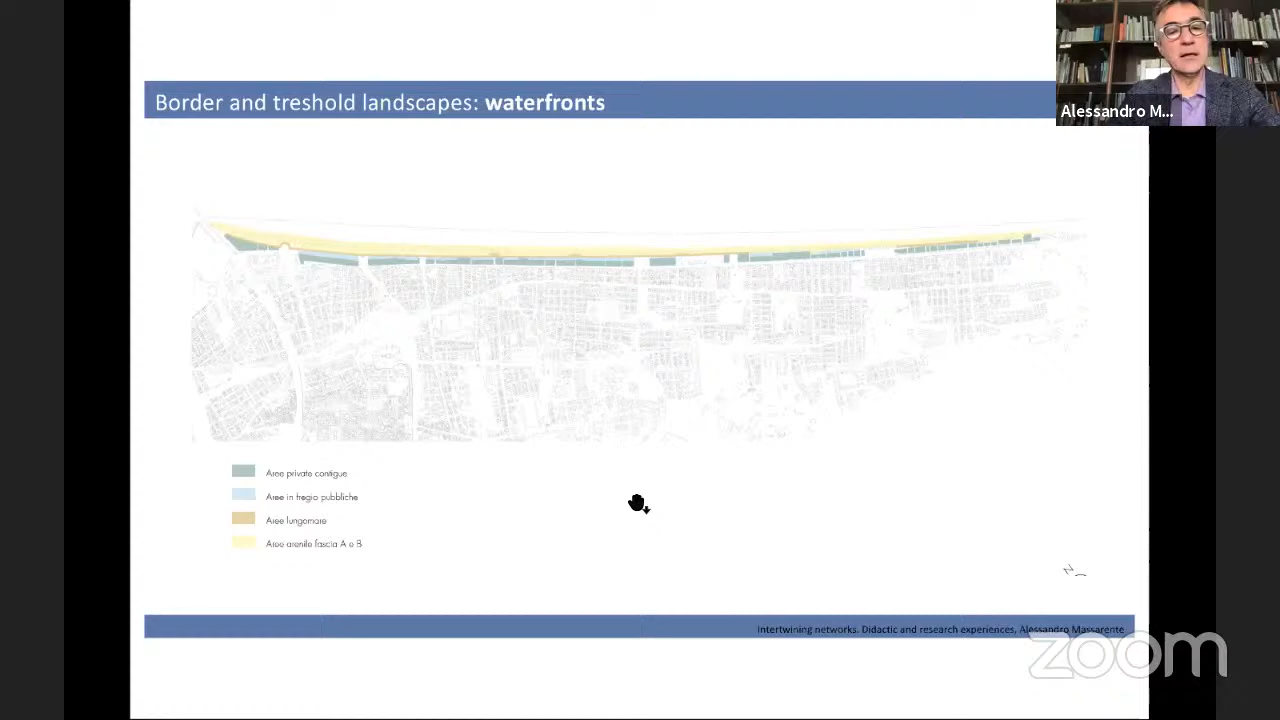 Border and treshold landscapes: waterfronts
Alessandro M...
Aree private contigue
Aree in fregio pubbliche
Aree lungomare
Aree arenile fascia A e B
N
Intertwining networks. Didactic and research experiences, Alessandro Massarente
zoom